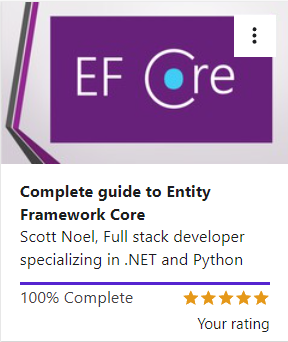 EF Core
Complete guide to Entity
Framework Core
Scott Noel, Full stack developer
specializing in .NET and Python
100% Complete
Your rating